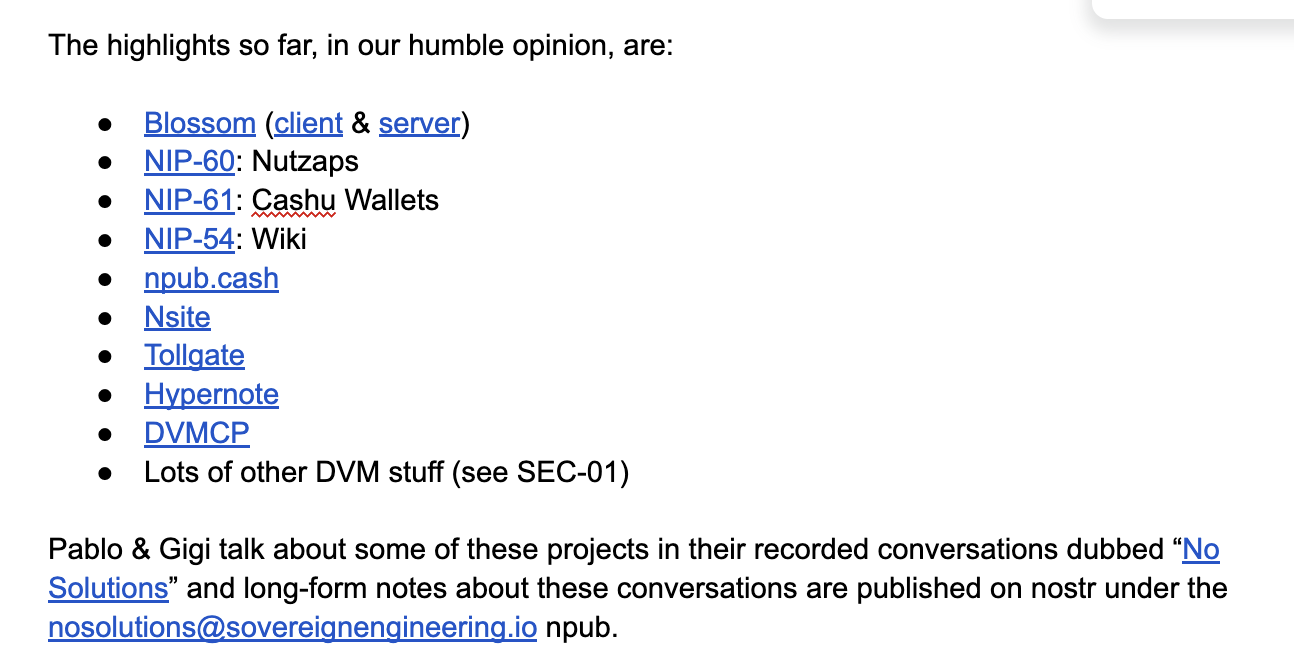 The highlights so far, in our humble opinion, are:
● Blossom (client & server)
● NIP-60: Nutzaps
● NIP-61: Cashu Wallets
● NIP-54: Wiki
● npub.cash
● Nsite
● Tollgate
● Hypernote
● DVMCP
● Lots of other DVM stuff (see SEC-01)
Pablo & Gigi talk about some of these projects in their recorded conversations dubbed “No
Solutions” and long-form notes about these conversations are published on nostr under the
nosolutions@sovereignengineering.io npub.